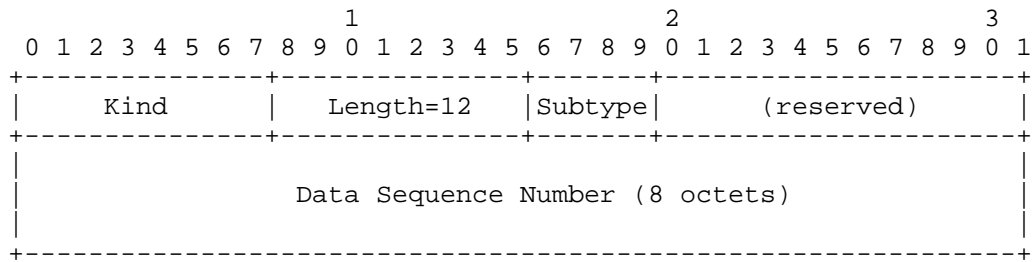 1                   2                   3
 0 1 2 3 4 5 6 7 8 9 0 1 2 3 4 5 6 7 8 9 0 1 2 3 4 5 6 7 8 9 0 1
+---------------+---------------+-------+-----------------------+
|     Kind      |   Length=12   |Subtype|      (reserved)       |
+---------------+---------------+-------+-----------------------+
|                                                               |
|                 Data Sequence Number (8 octets)               |
|                                                               |
+---------------------------------------------------------------+